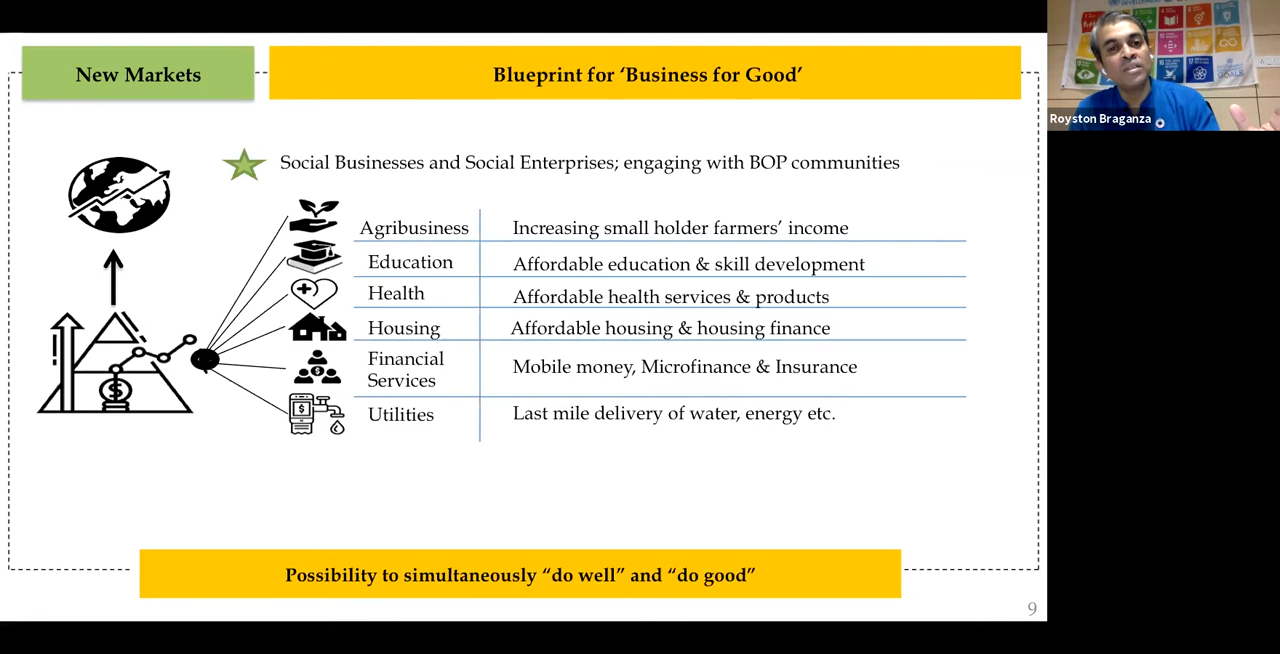 New Markets
Blueprint for ‘Business for Good’
Royston Braganza
Social Businesses and Social Enterprises; engaging with BOP communities
Agribusiness Increasing small holder farmers’ income
Education Affordable education & skill development
Health Affordable health services & products
Housing Affordable housing & housing finance
Financial
Services Mobile money, Microfinance & Insurance
Utilities Last mile delivery of water, energy etc.
Possibility to simultaneously “do well” and “do good”
9